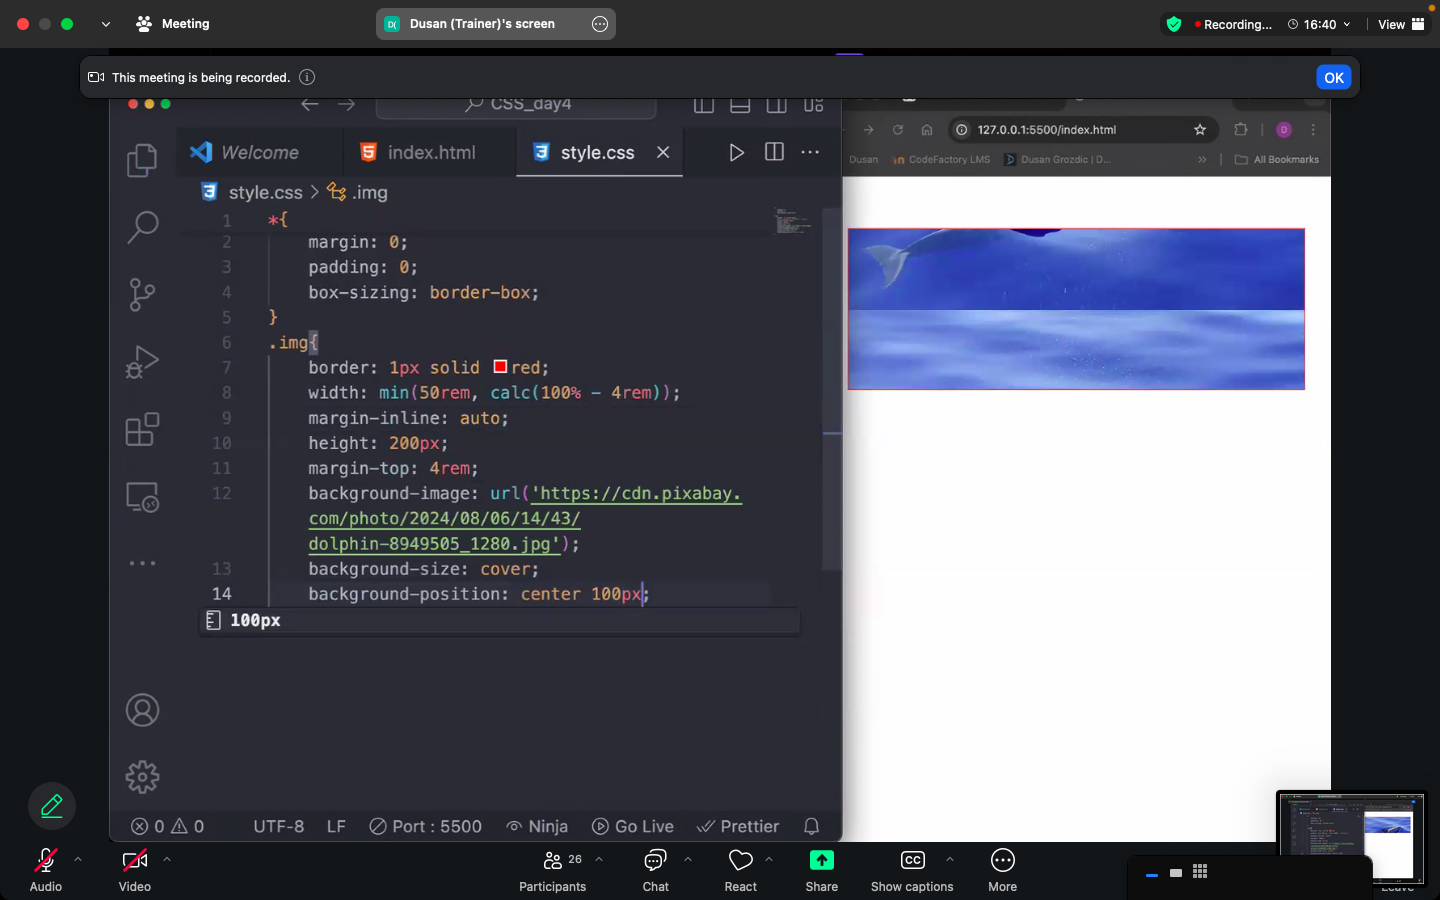 Meeting
D( Dusan (Trainer)'s screen
Recording...
16:40
View
This meeting is being recorded.
OK
CSS_day4
Welcome
index.html
style.css
style.css > .img
1 *{
2 margin: 0;
3 padding: 0;
4 box-sizing: border-box;
5 }
6 .img{
7 border: 1px solid red;
8 width: min(50rem, calc(100% - 4rem));
9 margin-inline: auto;
10 height: 200px;
11 margin-top: 4rem;
12 background-image: url('https://cdn.pixabay.
com/photo/2024/08/06/14/43/
dolphin-8949505_1280.jpg');
13 background-size: cover;
14 background-position: center 100px;
100px
0 0 UTF-8 LF Port : 5500 Ninja Go Live Prettier
127.0.0.1:5500/index.html
D
Dusan CodeFactory LMS Dusan Grozdic | D... » All Bookmarks
Audio
Video
26
Participants
Chat
React
Share
CC
Show captions
More